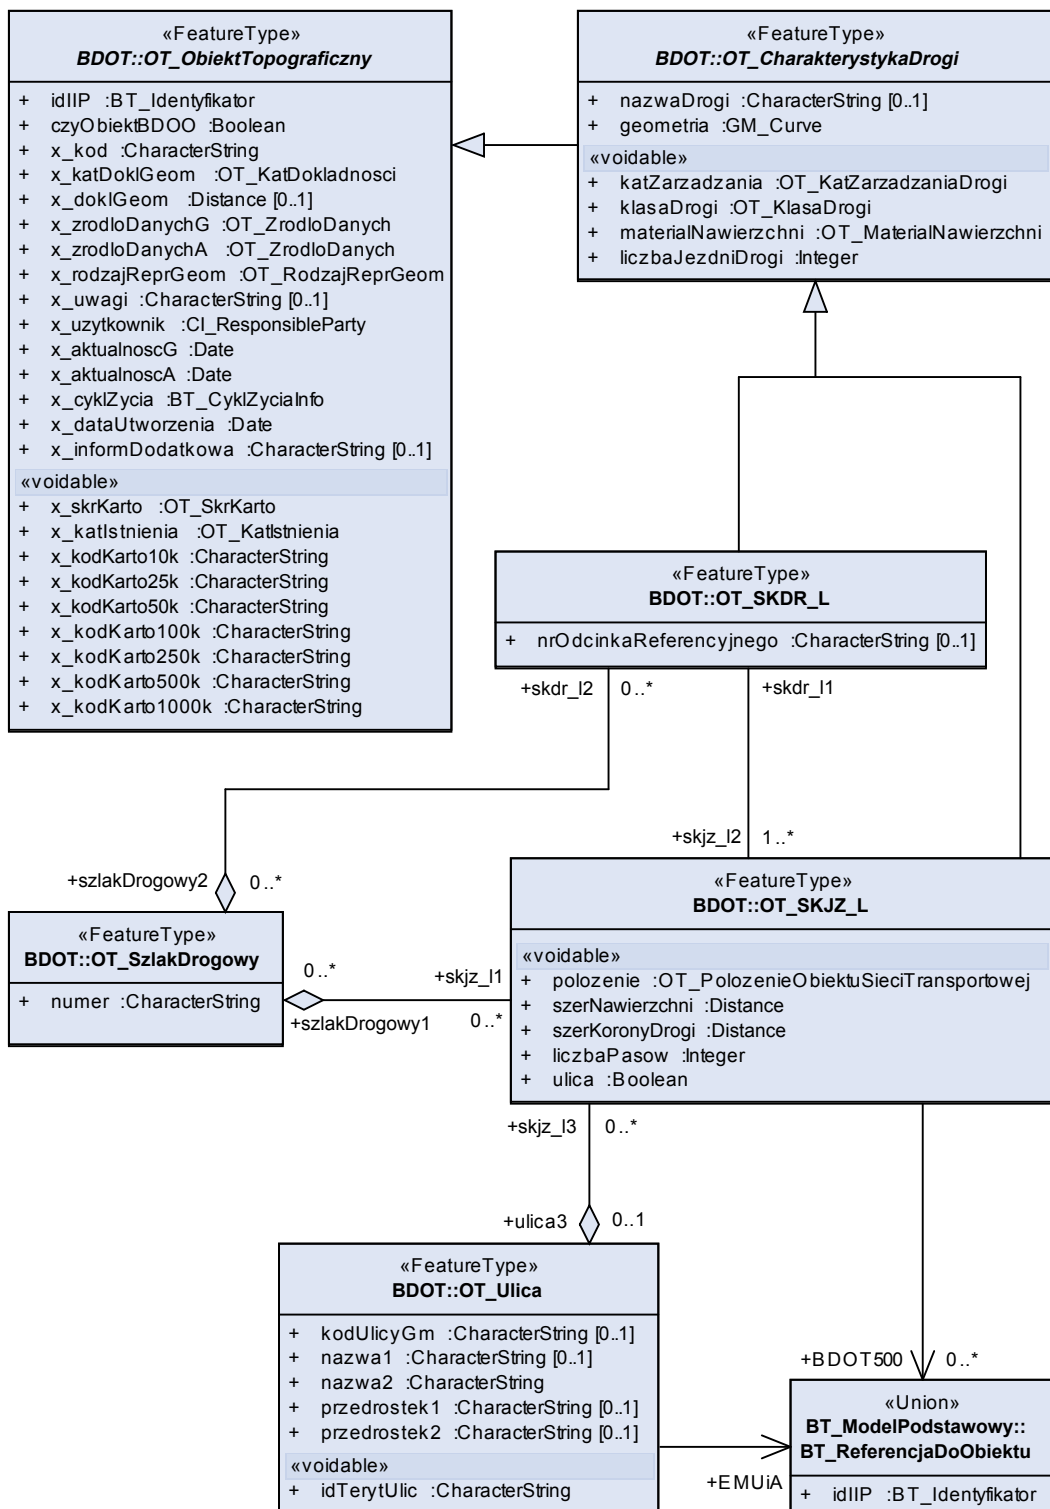 «FeatureType»
BDOT::OT_ObiektTopograficzny
+ idIIP :BT_Identyfikator
+ czyObiektBDOO :Boolean
+ x_kod :CharacterString
+ x_katDoklGeom :OT_KatDokladnosci
+ x_doklGeom :Distance [0..1]
+ x_zrodloDanychG :OT_ZrodloDanych
+ x_zrodloDanychA :OT_ZrodloDanych
+ x_rodzajReprGeom :OT_RodzajReprGeom
+ x_uwagi :CharacterString [0..1]
+ x_uzytkownik :CI_ResponsibleParty
+ x_aktualnoscG :Date
+ x_aktualnoscA :Date
+ x_cyklZycia :BT_CyklZyciaInfo
+ x_dataUtworzenia :Date
+ x_informDodatkowa :CharacterString [0..1]
«voidable»
+ x_skrKarto :OT_SkrKarto
+ x_katIstnienia :OT_KatIstnienia
+ x_kodKarto10k :CharacterString
+ x_kodKarto25k :CharacterString
+ x_kodKarto50k :CharacterString
+ x_kodKarto100k :CharacterString
+ x_kodKarto250k :CharacterString
+ x_kodKarto500k :CharacterString
+ x_kodKarto1000k :CharacterString
«FeatureType»
BDOT::OT_CharakterystykaDrogi
+ nazwaDrogi :CharacterString [0..1]
+ geometria :GM_Curve
«voidable»
+ katZarzadzania :OT_KatZarzadzaniaDrogi
+ klasaDrogi :OT_KlasaDrogi
+ materialNawierzchni :OT_MaterialNawierzchni
+ liczbaJezdniDrogi :Integer
«FeatureType»
BDOT::OT_SKDR_L
+ nrOdcinkaReferencyjnego :CharacterString [0..1]
+skdr_l2 0..* +skdr_l1
+skjz_l2 1..*
+szlakDrogowy2 0..*
«FeatureType»
BDOT::OT_SKJZ_L
«voidable»
+ polozenie :OT_PolozenieObiektuSieciTransportowej
+ szerNawierzchni :Distance
+ szerKoronyDrogi :Distance
+ liczbaPasow :Integer
+ ulica :Boolean
«FeatureType»
BDOT::OT_SzlakDrogowy
+ numer :CharacterString
0..* +skjz_l1
+szlakDrogowy1 0..*
+skjz_l3 0..*
+ulica3 0..1
«FeatureType»
BDOT::OT_Ulica
+ kodUlicyGm :CharacterString [0..1]
+ nazwa1 :CharacterString [0..1]
+ nazwa2 :CharacterString
+ przedrostek1 :CharacterString [0..1]
+ przedrostek2 :CharacterString [0..1]
«voidable»
+ idTerytUlic :CharacterString
+BDOT500 0..*
+EMUiA
«Union»
BT_ModelPodstawowy::
BT_ReferencjaDoObiektu
+ idIIP :BT_Identyfikator